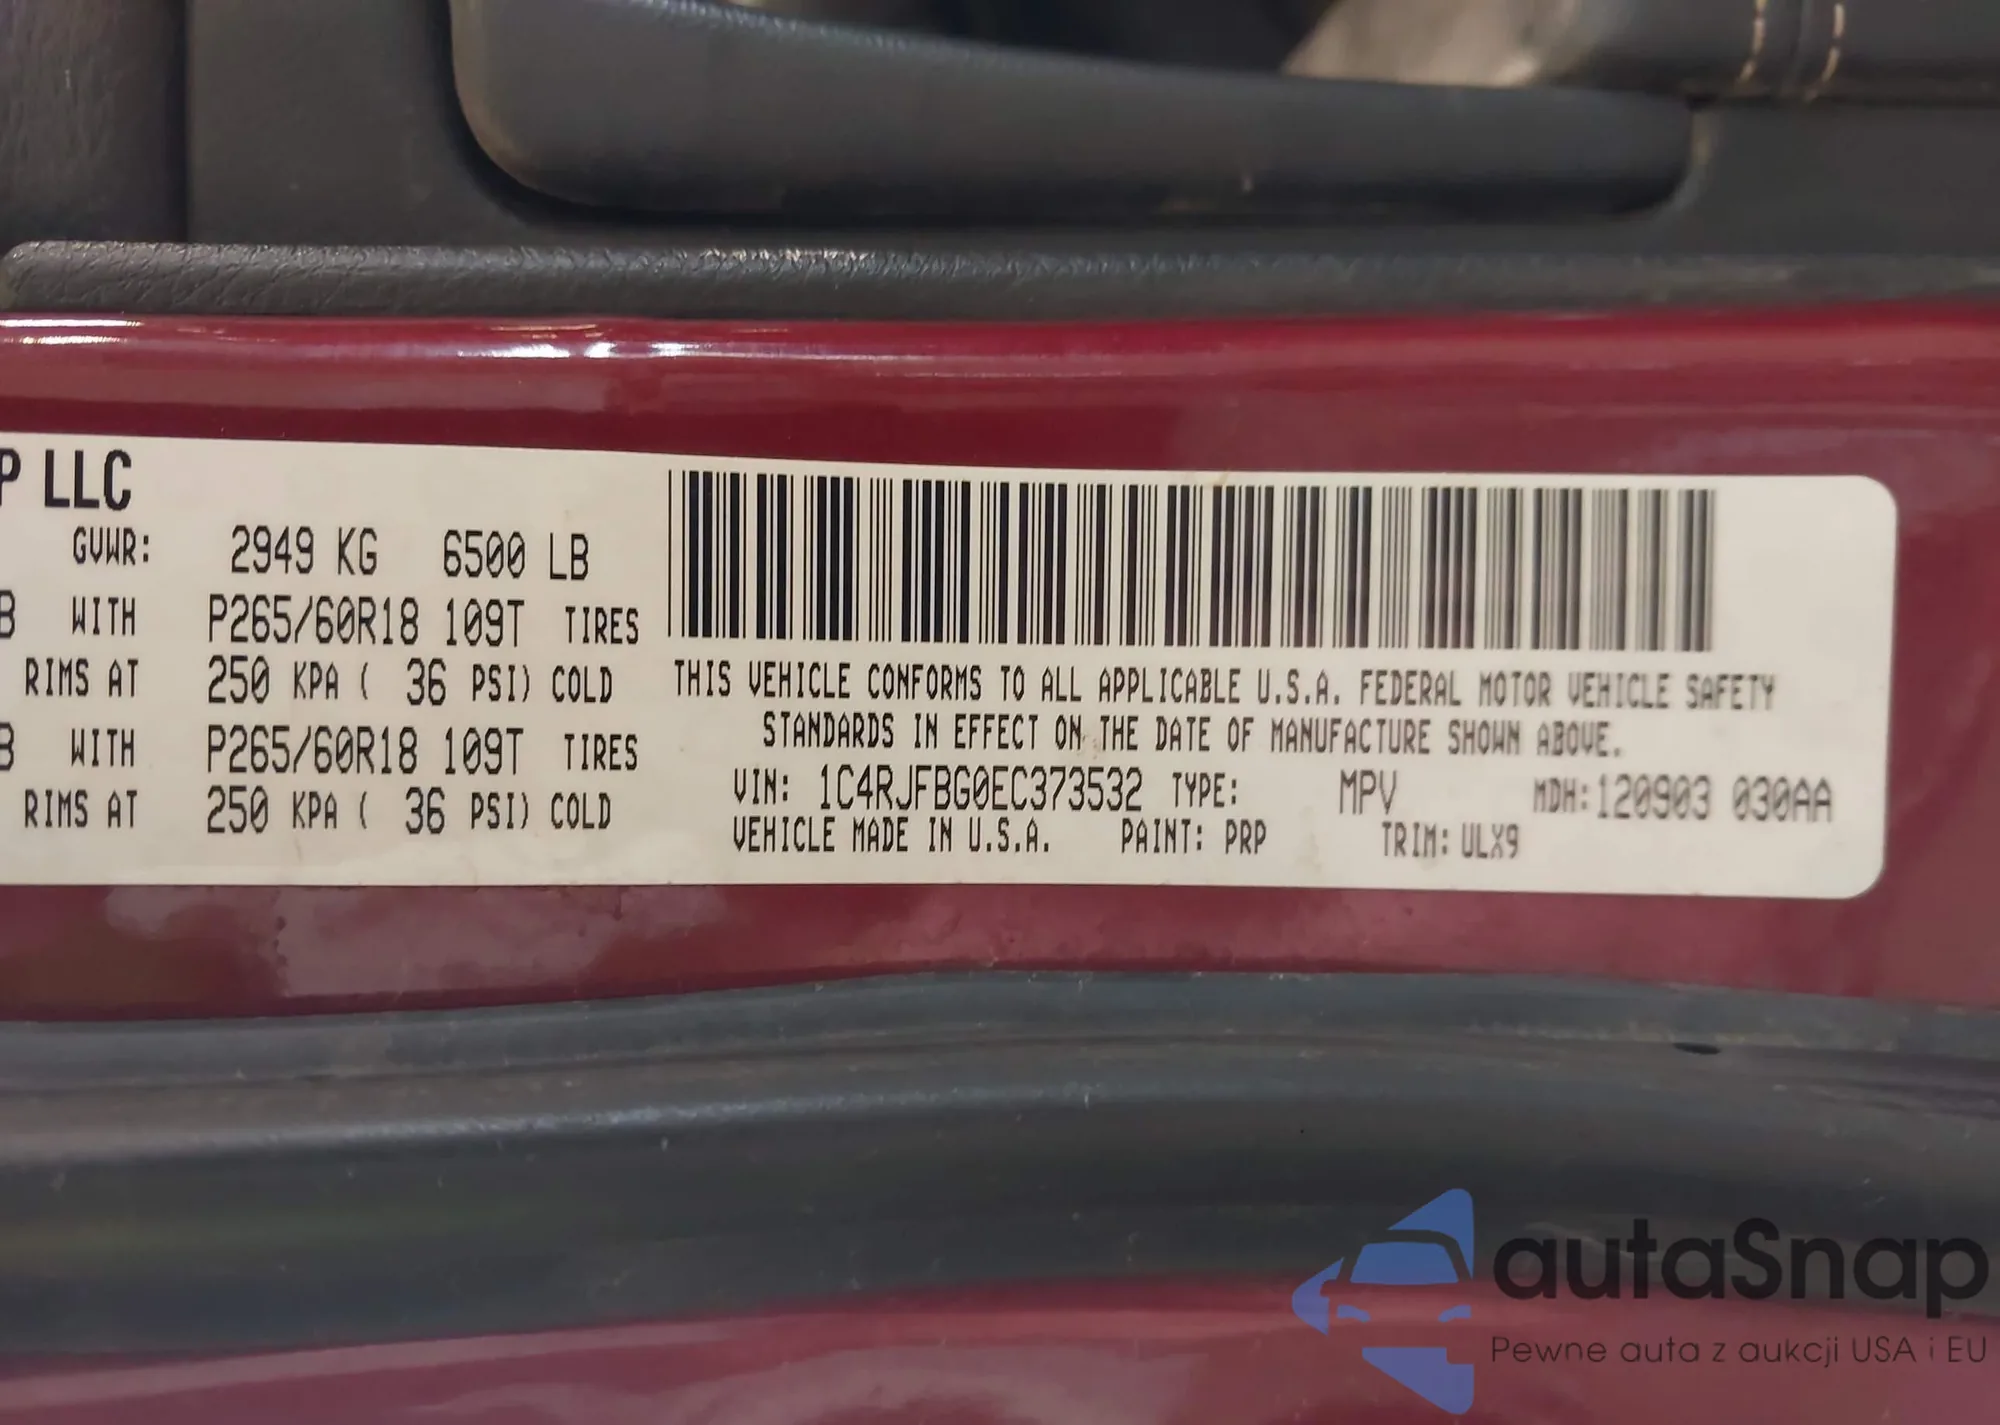 P LLC
GVWR: 2949 KG 6500 LB
B WITH P265/60R18 109T TIRES
RIMS AT 250 KPA ( 36 PSI) COLD
B WITH P265/60R18 109T TIRES
RIMS AT 250 KPA ( 36 PSI) COLD
THIS VEHICLE CONFORMS TO ALL APPLICABLE U.S.A. FEDERAL MOTOR VEHICLE SAFETY
STANDARDS IN EFFECT ON THE DATE OF MANUFACTURE SHOWN ABOVE.
VIN: 1C4RJFBG0EC373532 TYPE: MPV MDH:120903 030AA
VEHICLE MADE IN U.S.A. PAINT: PRP TRIM: ULX9
autaSnap
Pewne auta z aukcji USA i EU